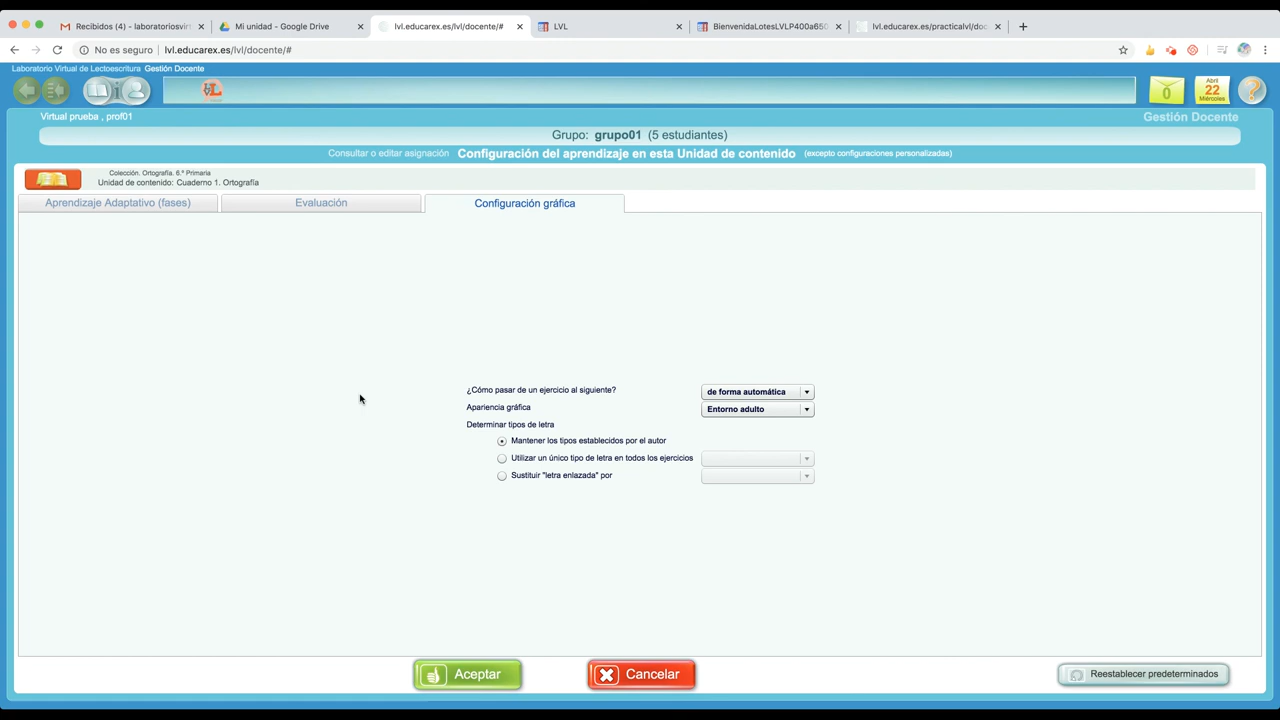 Recibidos (4) - laboratoriosvir
Mi unidad - Google Drive
lvl.educarex.es/lvl/docente/#
LVL
BienvenidaLotesLVLP400a650
lvl.educarex.es/practicalvl/doc
No es seguro
lvl.educarex.es/lvl/docente/#
Laboratorio Virtual de Lectoescritura Gestión Docente
0
Abril
22
Miércoles
?
Virtual prueba , prof01
Gestión Docente
Grupo: grupo01 (5 estudiantes)
Consultar o editar asignación Configuración del aprendizaje en esta Unidad de contenido (excepto configuraciones personalizadas)
Colección. Ortografía. 6.º Primaria
Unidad de contenido: Cuaderno 1. Ortografía
Aprendizaje Adaptativo (fases)
Evaluación
Configuración gráfica
¿Cómo pasar de un ejercicio al siguiente? de forma automática
Apariencia gráfica Entorno adulto
Determinar tipos de letra
Mantener los tipos establecidos por el autor
Utilizar un único tipo de letra en todos los ejercicios
Sustituir "letra enlazada" por
Aceptar
Cancelar
Reestablecer predeterminados